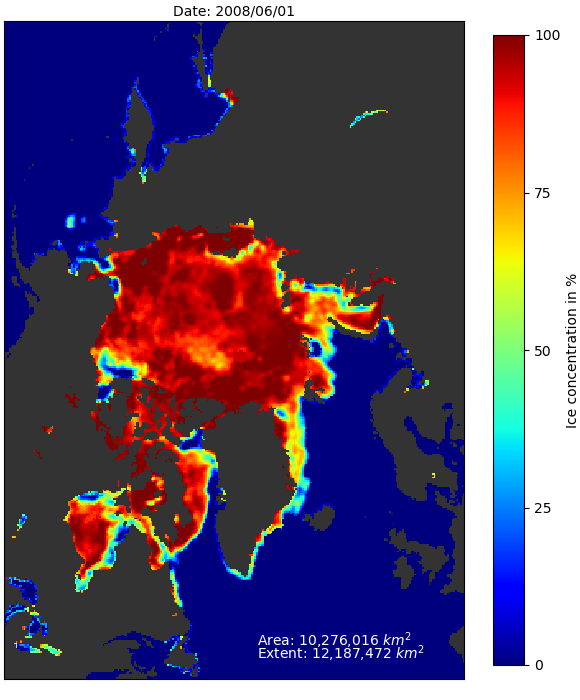 Date: 2008/06/01
100
75
50
25
0
Ice concentration in %
Area: 10,276,016 km²
Extent: 12,187,472 km²